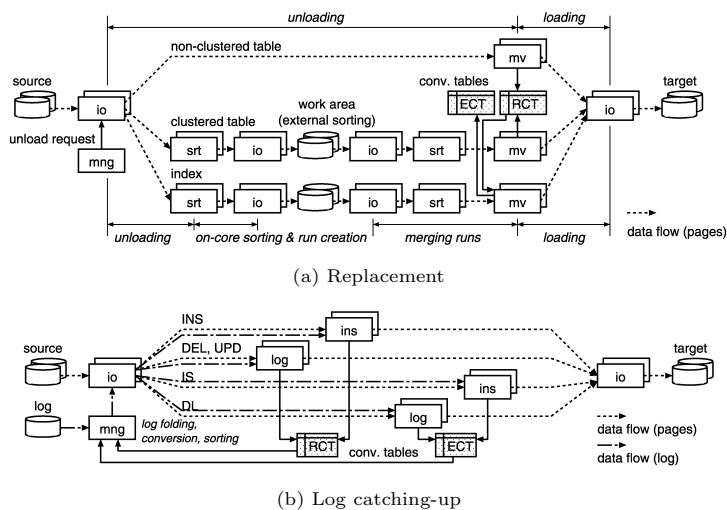 unloading
loading
non-clustered table
mv
source
conv. tables
target
io
ECT
RCT
io
clustered table
work area
(external sorting)
unload request
mng
srt
io
io
srt
mv
index
srt
io
io
srt
mv
unloading
on-core sorting & run creation
merging runs
loading
data flow (pages)
(a) Replacement
INS
ins
source
DEL, UPD
log
target
io
IS
ins
io
log
DL
log
mng
log folding,
conversion, sorting
RCT
conv. tables
ECT
data flow (pages)
data flow (log)
(b) Log catching-up